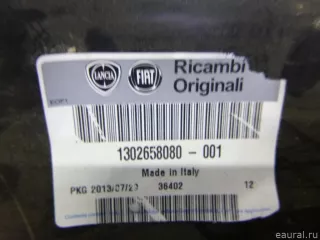 LANCIA
FIAT
Ricambi
Originali
1302658080 - 001
Made in Italy
PKG 2013/07/23 36402 12
© eaural.ru